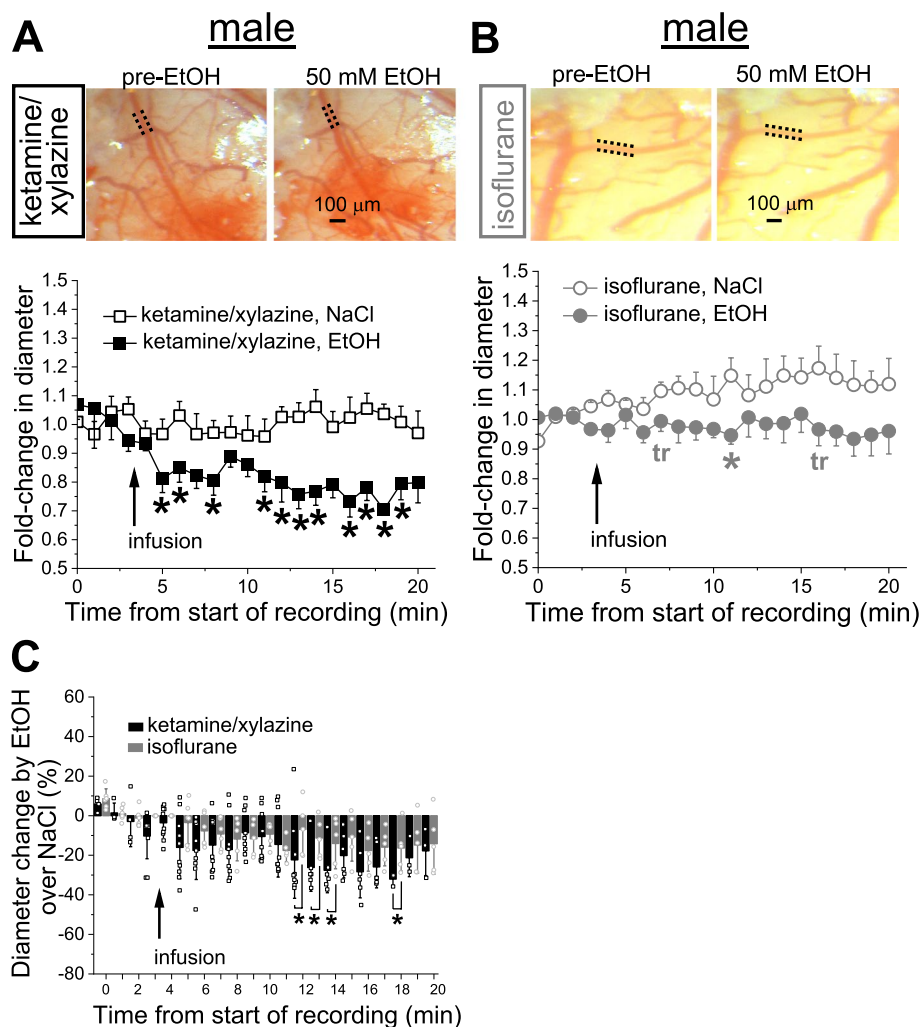 A
male
pre-EtOH
50 mM EtOH
ketamine/
xylazine
100 μm
1.5
1.4
1.3
1.2
1.1
1.0
0.9
0.8
0.7
0.6
0.5
Fold-change in diameter
ketamine/xylazine, NaCl
ketamine/xylazine, EtOH
* * * * * * * * * * *
infusion
0 5 10 15 20
Time from start of recording (min)
B
male
pre-EtOH
50 mM EtOH
isoflurane
100 μm
1.5
1.4
1.3
1.2
1.1
1.0
0.9
0.8
0.7
0.6
0.5
Fold-change in diameter
isoflurane, NaCl
isoflurane, EtOH
tr * tr
infusion
0 5 10 15 20
Time from start of recording (min)
C
60
40
20
0
-20
-40
-60
-80
Diameter change by EtOH
over NaCl (%)
ketamine/xylazine
isoflurane
* * * *
infusion
0 2 4 6 8 10 12 14 16 18 20
Time from start of recording (min)